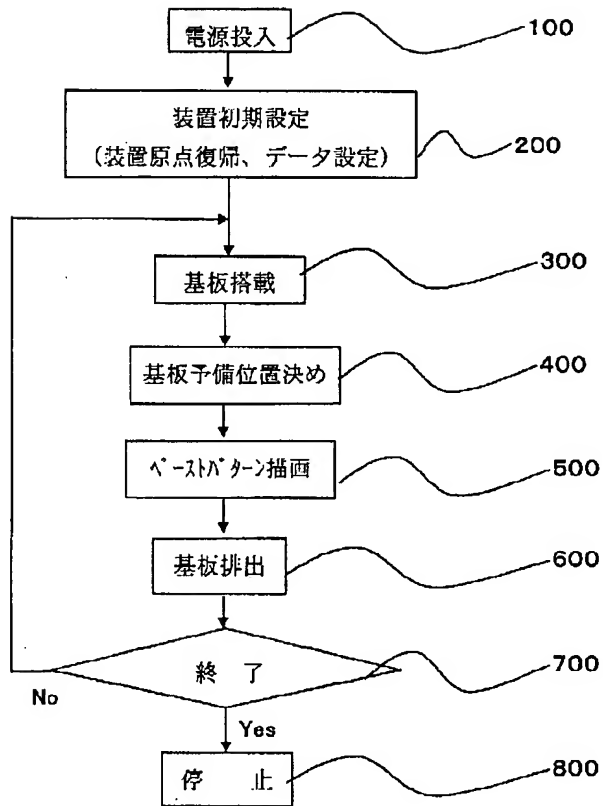 電源投入
100
装置初期設定
(装置原点復帰、データ設定)
200
基板搭載
300
基板予備位置決め
400
ペーストパターン描画
500
基板排出
600
終 了
700
No
Yes
停 止
800